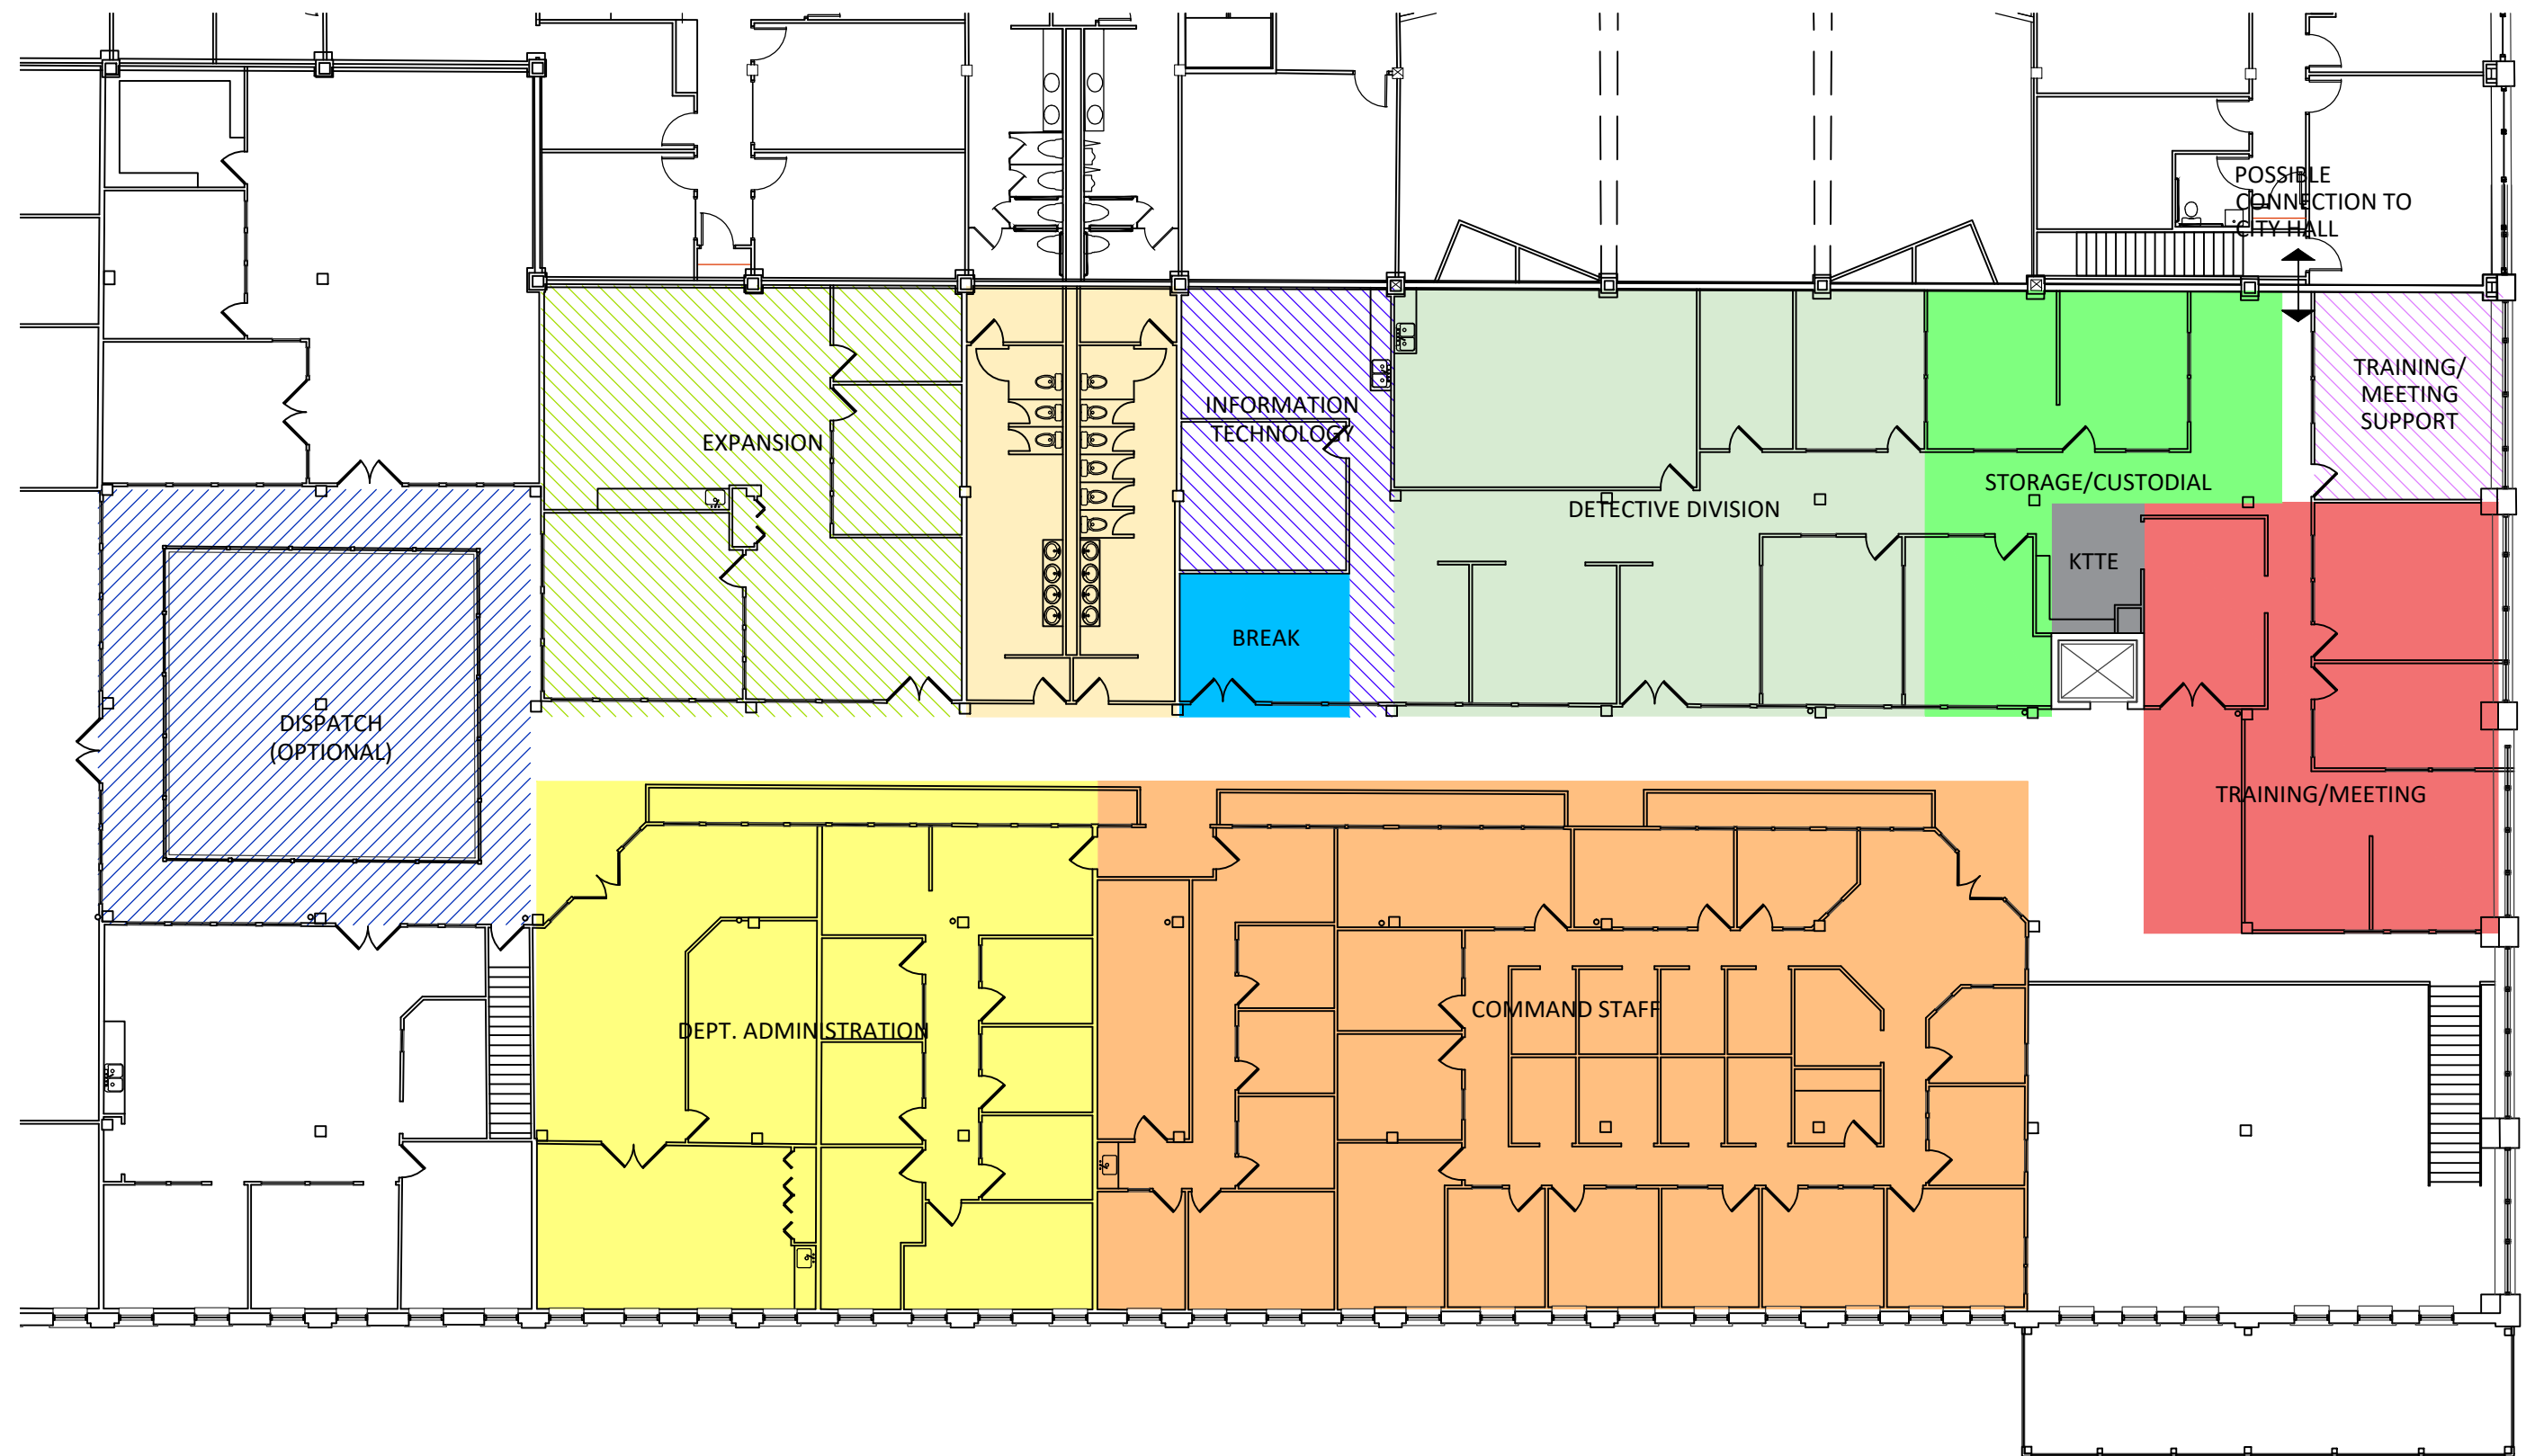 POSSIBLE
CONNECTION TO
CITY HALL
TRAINING/
MEETING
SUPPORT
INFORMATION
TECHNOLOGY
EXPANSION
STORAGE/CUSTODIAL
DETECTIVE DIVISION
KTTE
BREAK
DISPATCH
(OPTIONAL)
TRAINING/MEETING
COMMAND STAFF
DEPT. ADMINISTRATION